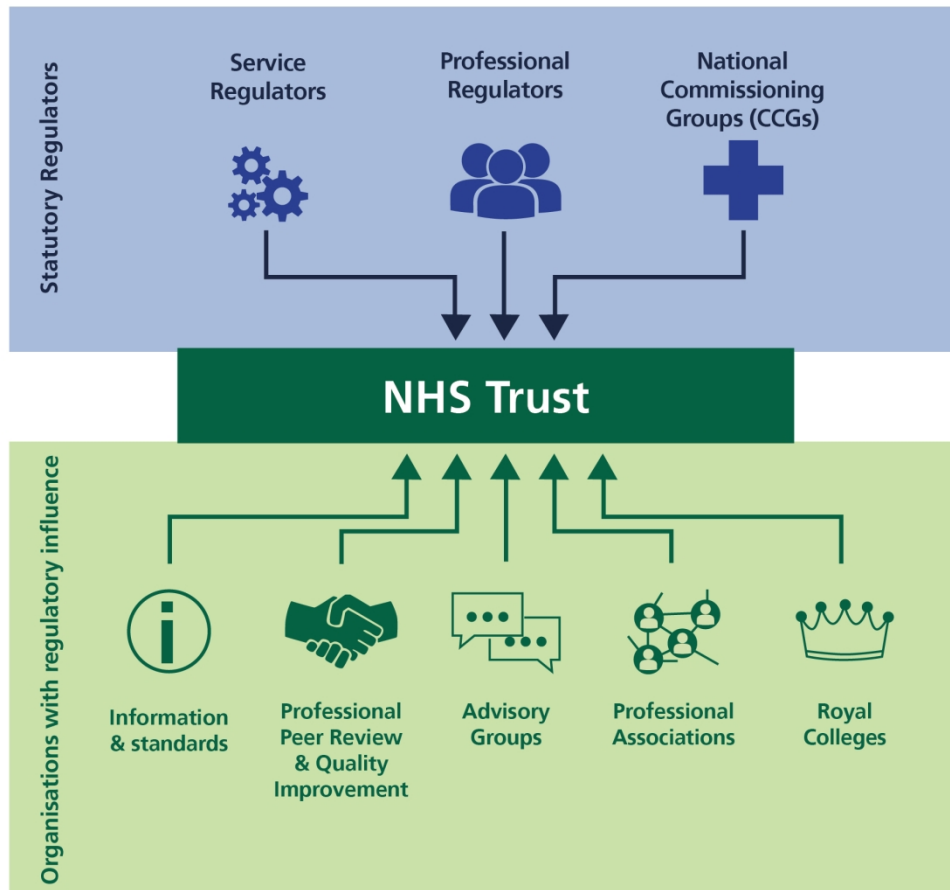 Statutory Regulators
Service
Regulators
Professional
Regulators
National
Commissioning
Groups (CCGs)
NHS Trust
Organisations with regulatory influence
Information
& standards
Professional
Peer Review
& Quality
Improvement
Advisory
Groups
Professional
Associations
Royal
Colleges